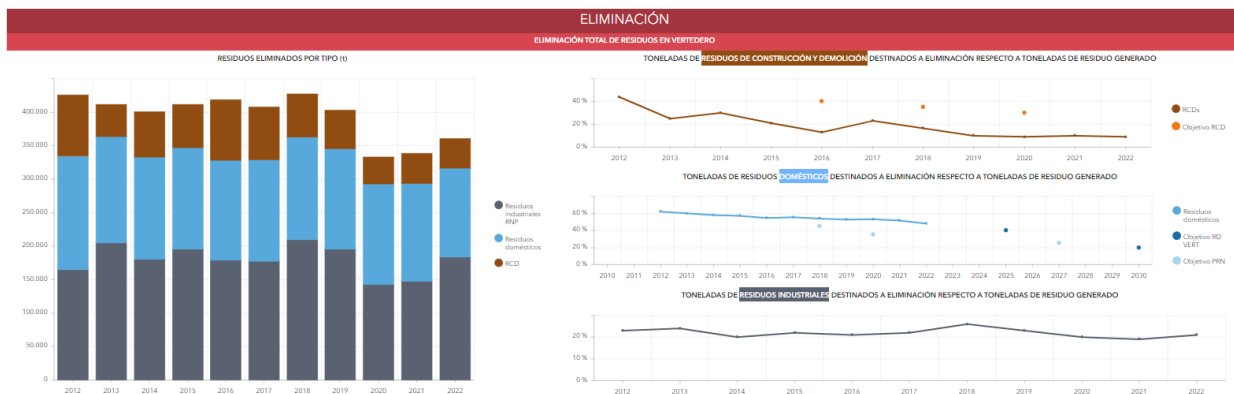 ELIMINACIÓN
ELIMINACIÓN TOTAL DE RESIDUOS EN VERTEDERO
RESIDUOS ELIMINADOS POR TIPO (t)
400.000
350.000
300.000
250.000
200.000
150.000
100.000
50.000
0
2012 2013 2014 2015 2016 2017 2018 2019 2020 2021 2022
Residuos
industriales
RNP
Residuos
domésticos
RCD
TONELADAS DE RESIDUOS DE CONSTRUCCIÓN Y DEMOLICIÓN DESTINADOS A ELIMINACIÓN RESPECTO A TONELADAS DE RESIDUO GENERADO
40 %
20 %
0 %
2012 2013 2014 2015 2016 2017 2018 2019 2020 2021 2022
RCDs
Objetivo RCD
TONELADAS DE RESIDUOS DOMÉSTICOS DESTINADOS A ELIMINACIÓN RESPECTO A TONELADAS DE RESIDUO GENERADO
60 %
40 %
20 %
0 %
2010 2011 2012 2013 2014 2015 2016 2017 2018 2019 2020 2021 2022 2023 2024 2025 2026 2027 2028 2029 2030
Residuos
domésticos
Objetivo RD
VERT
Objetivo PRN
TONELADAS DE RESIDUOS INDUSTRIALES DESTINADOS A ELIMINACIÓN RESPECTO A TONELADAS DE RESIDUO GENERADO
20 %
10 %
0 %
2012 2013 2014 2015 2016 2017 2018 2019 2020 2021 2022